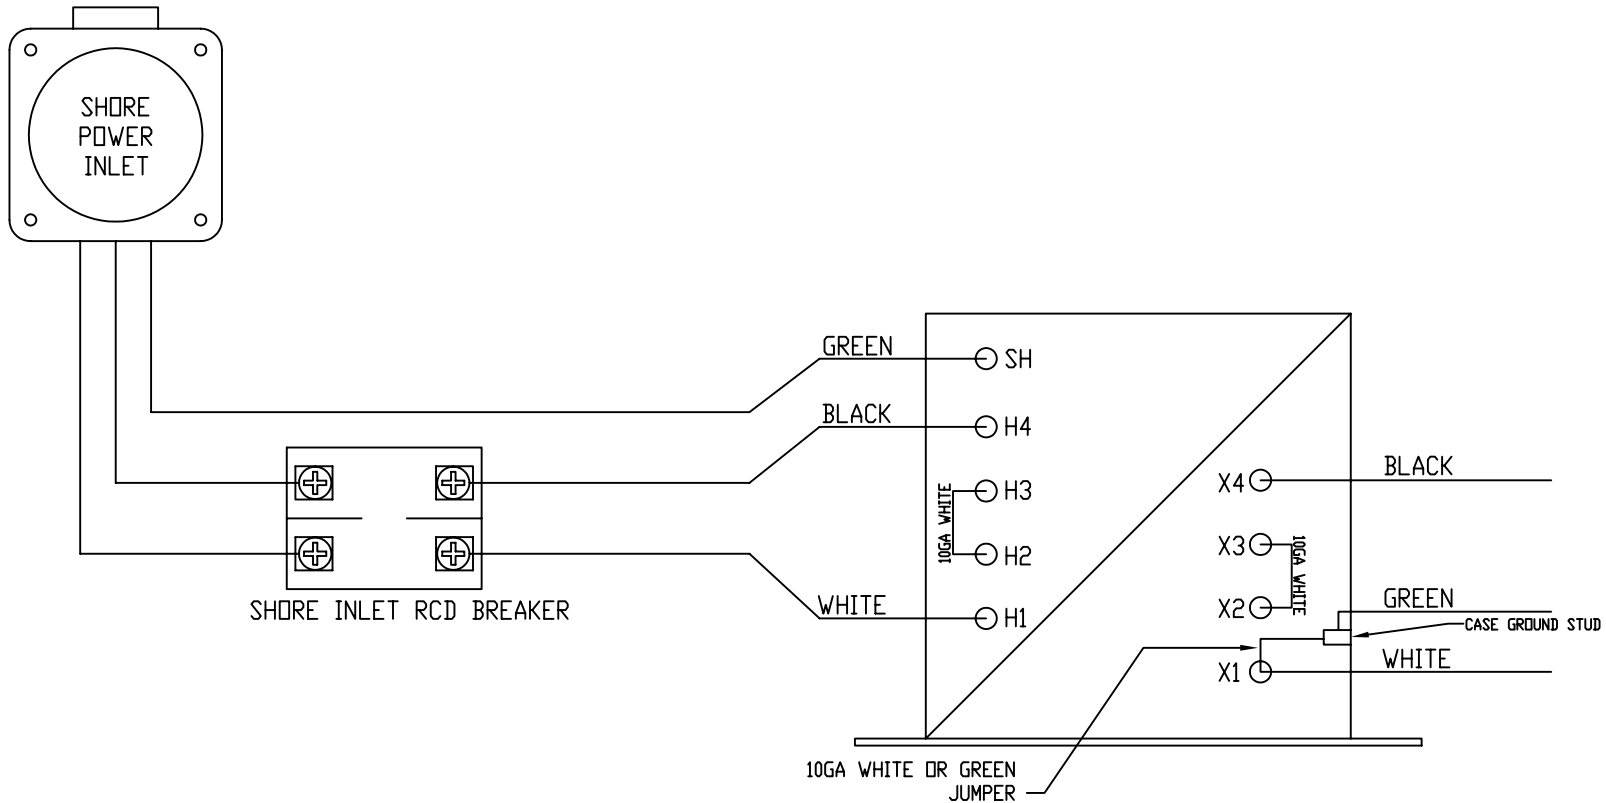 SHORE
POWER
INLET
GREEN
SH
BLACK
H4
H3
10GA WHITE
H2
WHITE
H1
SHORE INLET RCD BREAKER
X4
BLACK
X3
10GA WHITE
X2
GREEN
CASE GROUND STUD
X1
WHITE
10GA WHITE OR GREEN
JUMPER